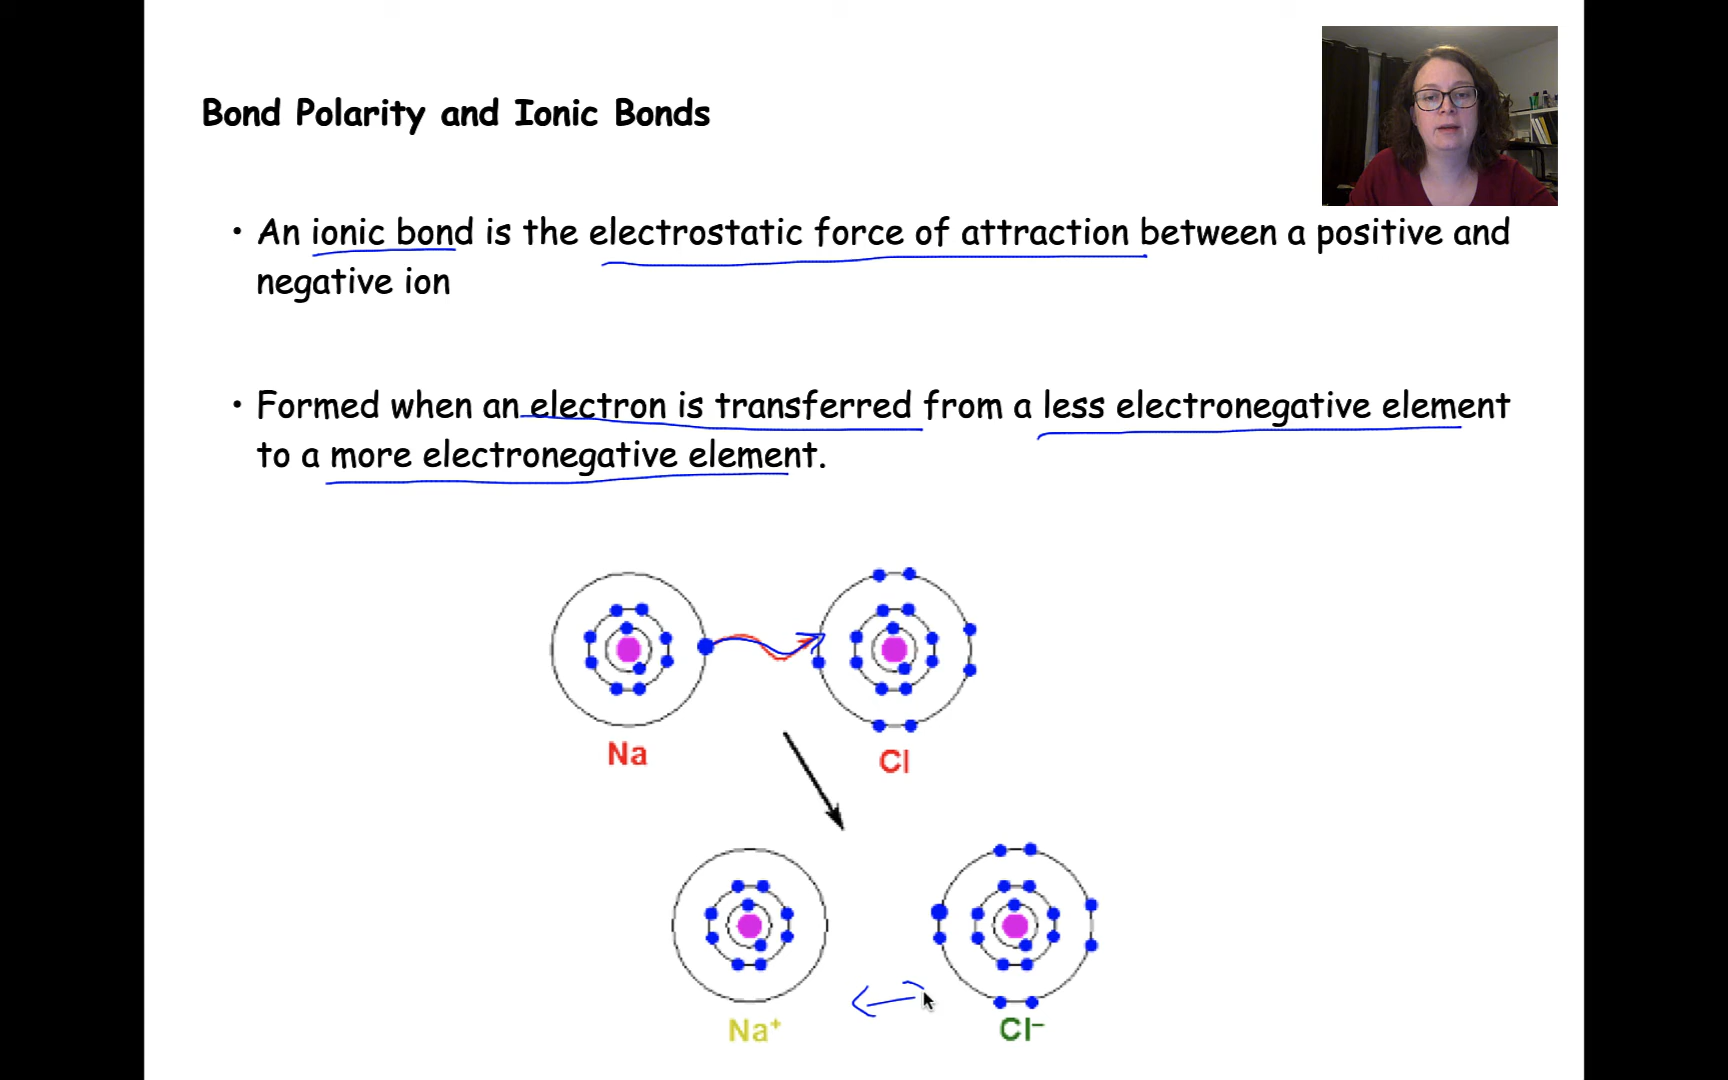 Bond Polarity and Ionic Bonds
• An ionic bond is the electrostatic force of attraction between a positive and
negative ion
• Formed when an electron is transferred from a less electronegative element
to a more electronegative element.
Na
Cl
Na⁺
Cl⁻